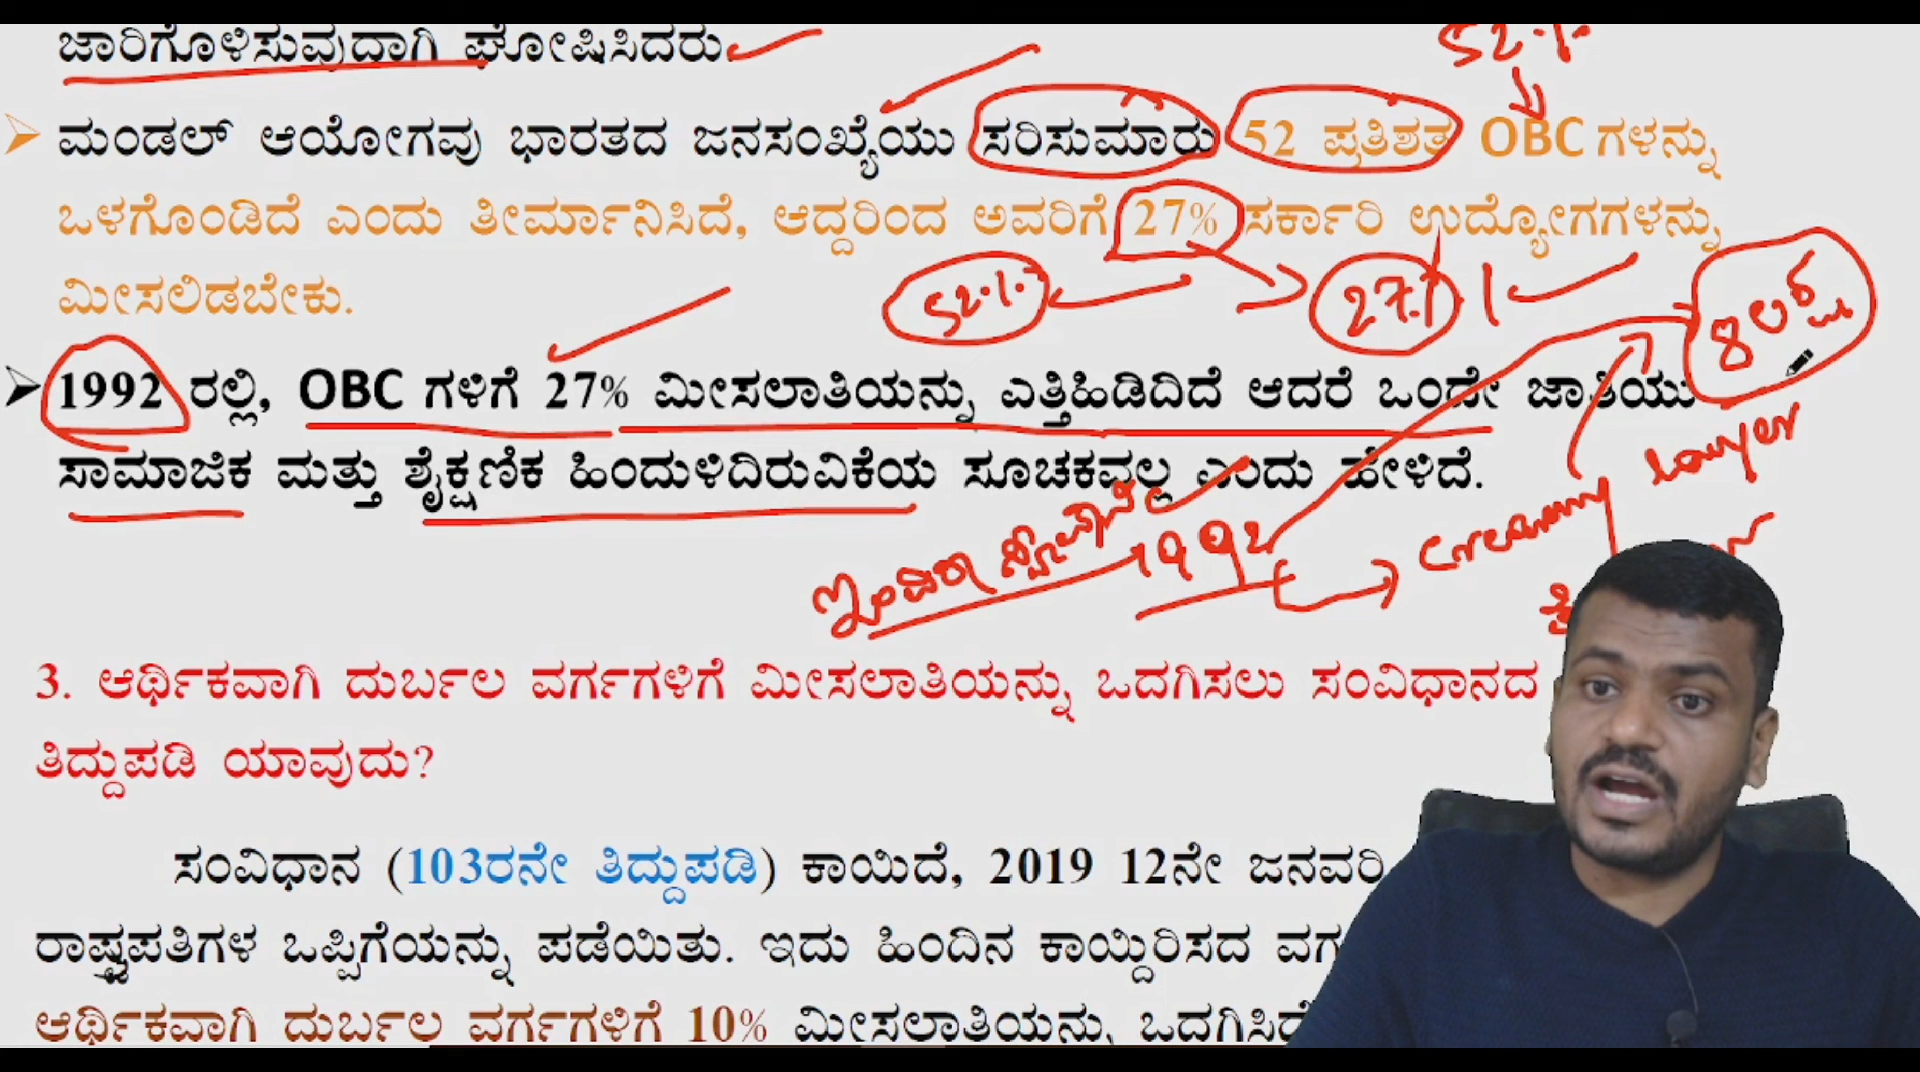 ಜಾರಿಗೊಳಿಸುವುದಾಗಿ ಘೋಷಿಸಿದರು
52%
ಮಂಡಲ್ ಆಯೋಗವು ಭಾರತದ ಜನಸಂಖ್ಯೆಯು ಸರಿಸುಮಾರು 52 ಪ್ರತಿಶತ OBC ಗಳನ್ನು
ಒಳಗೊಂಡಿದೆ ಎಂದು ತೀರ್ಮಾನಿಸಿದೆ, ಆದ್ದರಿಂದ ಅವರಿಗೆ 27% ಸರ್ಕಾರಿ ಉದ್ಯೋಗಗಳನ್ನು
ಮೀಸಲಿಡಬೇಕು.
52%
27%
8 ಲಕ್ಷ
1992 ರಲ್ಲಿ, OBC ಗಳಿಗೆ 27% ಮೀಸಲಾತಿಯನ್ನು ಎತ್ತಿಹಿಡಿದಿದೆ ಆದರೆ ಒಂದೇ ಜಾತಿಯು
ಸಾಮಾಜಿಕ ಮತ್ತು ಶೈಕ್ಷಣಿಕ ಹಿಂದುಳಿದಿರುವಿಕೆಯ ಸೂಚಕವಲ್ಲ ಎಂದು ಹೇಳಿದೆ.
ಇಂದಿರಾ 1992 creamy layer
3. ಆರ್ಥಿಕವಾಗಿ ದುರ್ಬಲ ವರ್ಗಗಳಿಗೆ ಮೀಸಲಾತಿಯನ್ನು ಒದಗಿಸಲು ಸಂವಿಧಾನದ
ತಿದ್ದುಪಡಿ ಯಾವುದು?
ಸಂವಿಧಾನ (103ರನೇ ತಿದ್ದುಪಡಿ) ಕಾಯಿದೆ, 2019 12ನೇ ಜನವರಿ
ರಾಷ್ಟ್ರಪತಿಗಳ ಒಪ್ಪಿಗೆಯನ್ನು ಪಡೆಯಿತು. ಇದು ಹಿಂದಿನ ಕಾಯ್ದಿರಿಸದ
ಆರ್ಥಿಕವಾಗಿ ದುರ್ಬಲ ವರ್ಗಗಳಿಗೆ 10% ಮೀಸಲಾತಿಯನ್ನು